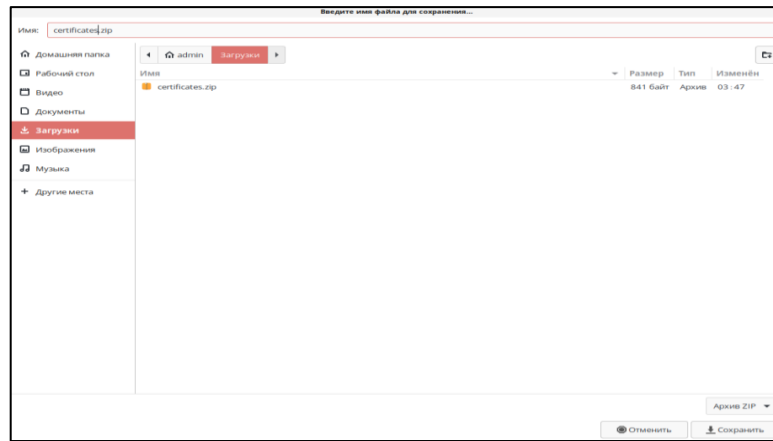 Введите имя файла для сохранения...
Имя: certificates.zip
Домашняя папка
Рабочий стол
Видео
Документы
Загрузки
Изображения
Музыка
Другие места
admin Загрузки
Имя Размер Тип Изменён
certificates.zip 841 байт Архив 03:47
Архив ZIP
Отменить Сохранить